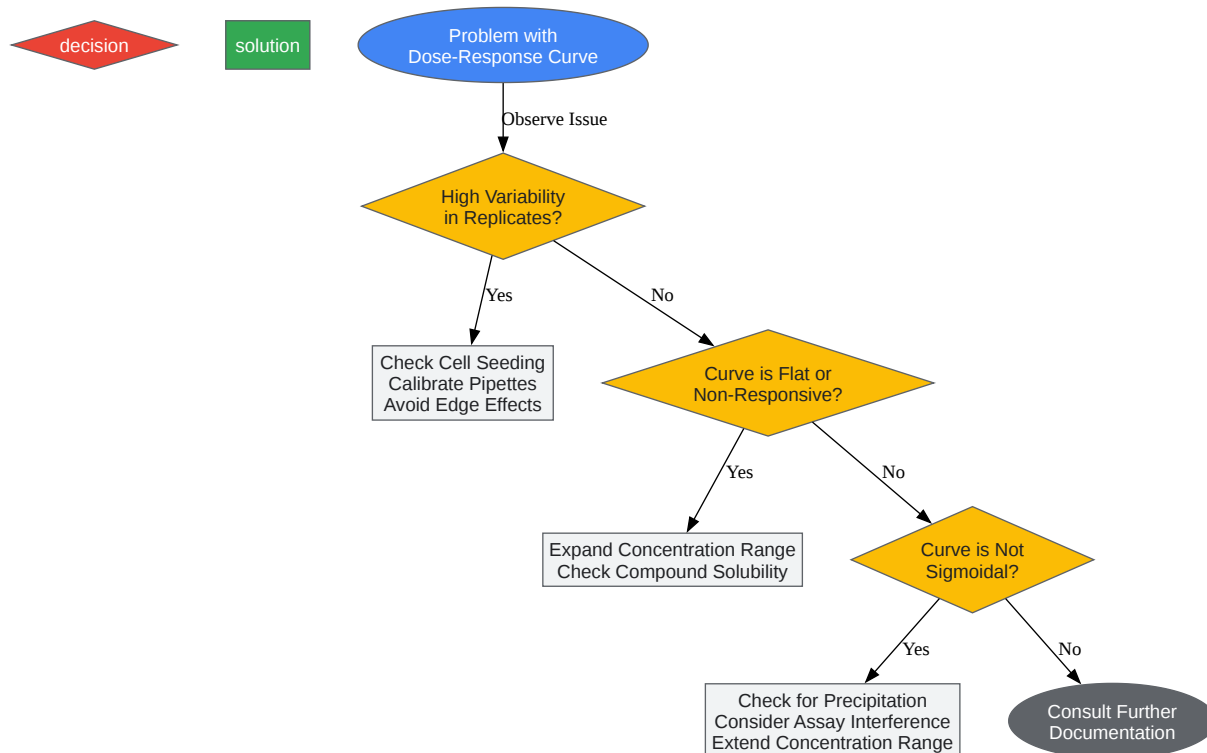 decision
solution
Problem with
Dose-Response Curve
Observe Issue
High Variability
in Replicates?
Yes
No
Check Cell Seeding
Calibrate Pipettes
Avoid Edge Effects
Curve is Flat or
Non-Responsive?
Yes
No
Expand Concentration Range
Check Compound Solubility
Curve is Not
Sigmoidal?
Yes
No
Check for Precipitation
Consider Assay Interference
Extend Concentration Range
Consult Further
Documentation